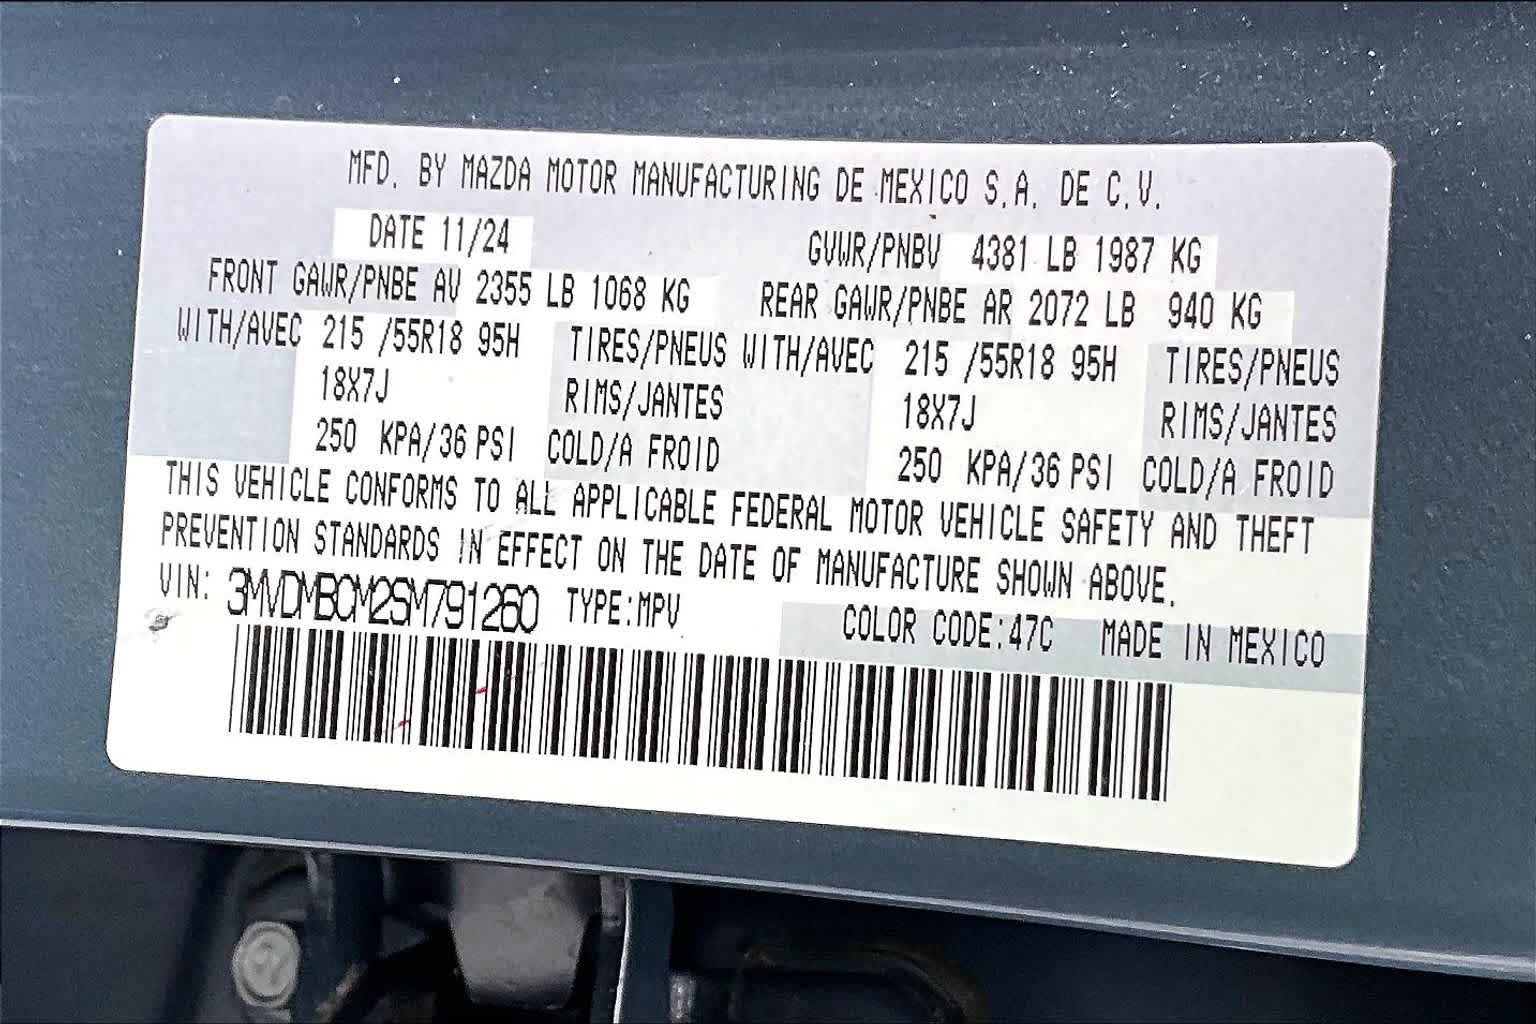 MFD. BY MAZDA MOTOR MANUFACTURING DE MEXICO S.A. DE C.V.
DATE 11/24 GVWR/PNBV 4381 LB 1987 KG
FRONT GAWR/PNBE AV 2355 LB 1068 KG REAR GAWR/PNBE AR 2072 LB 940 KG
WITH/AVEC 215 /55R18 95H TIRES/PNEUS WITH/AVEC 215 /55R18 95H TIRES/PNEUS
18X7J RIMS/JANTES 18X7J RIMS/JANTES
250 KPA/36 PSI COLD/A FROID 250 KPA/36 PSI COLD/A FROID
THIS VEHICLE CONFORMS TO ALL APPLICABLE FEDERAL MOTOR VEHICLE SAFETY AND THEFT
PREVENTION STANDARDS IN EFFECT ON THE DATE OF MANUFACTURE SHOWN ABOVE.
VIN: 3MVDMBCM2SM791260 TYPE:MPV COLOR CODE:47C MADE IN MEXICO